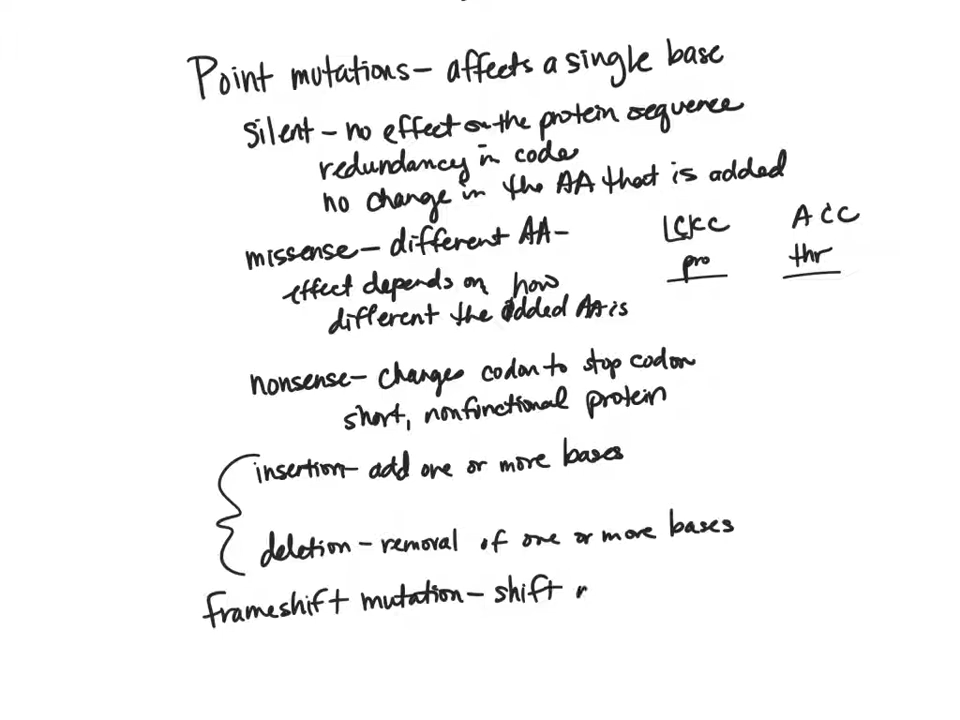 Point mutations - affects a single base
silent - no effect on the protein sequence
redundancy in code
no change in the AA that is added
missense - different AA -
effect depends on how
different the added AA is
CCC ACC
pro thr
nonsense - changes codon to stop codon
short, nonfunctional protein
insertion - add one or more bases
deletion - removal of one or more bases
frameshift mutation - shift